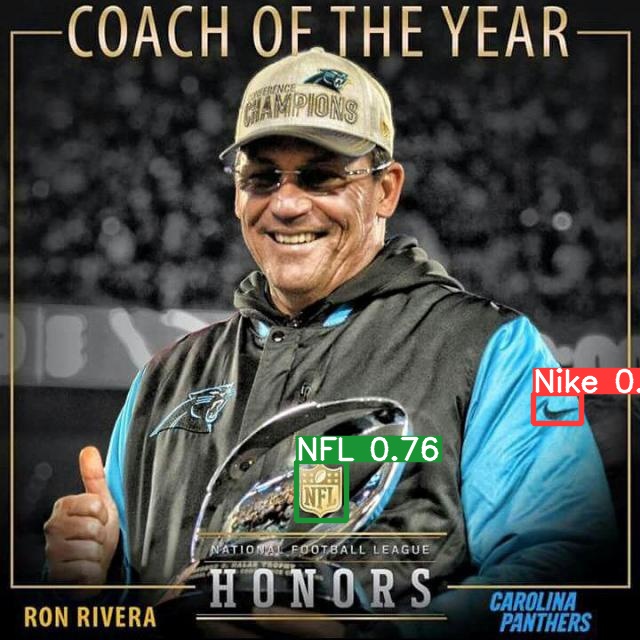 COACH OF THE YEAR
CONFERENCE
CHAMPIONS
Nike 0.
NFL 0.76
NFL
NATIONAL FOOTBALL LEAGUE
HONORS
RON RIVERA
CAROLINA
PANTHERS